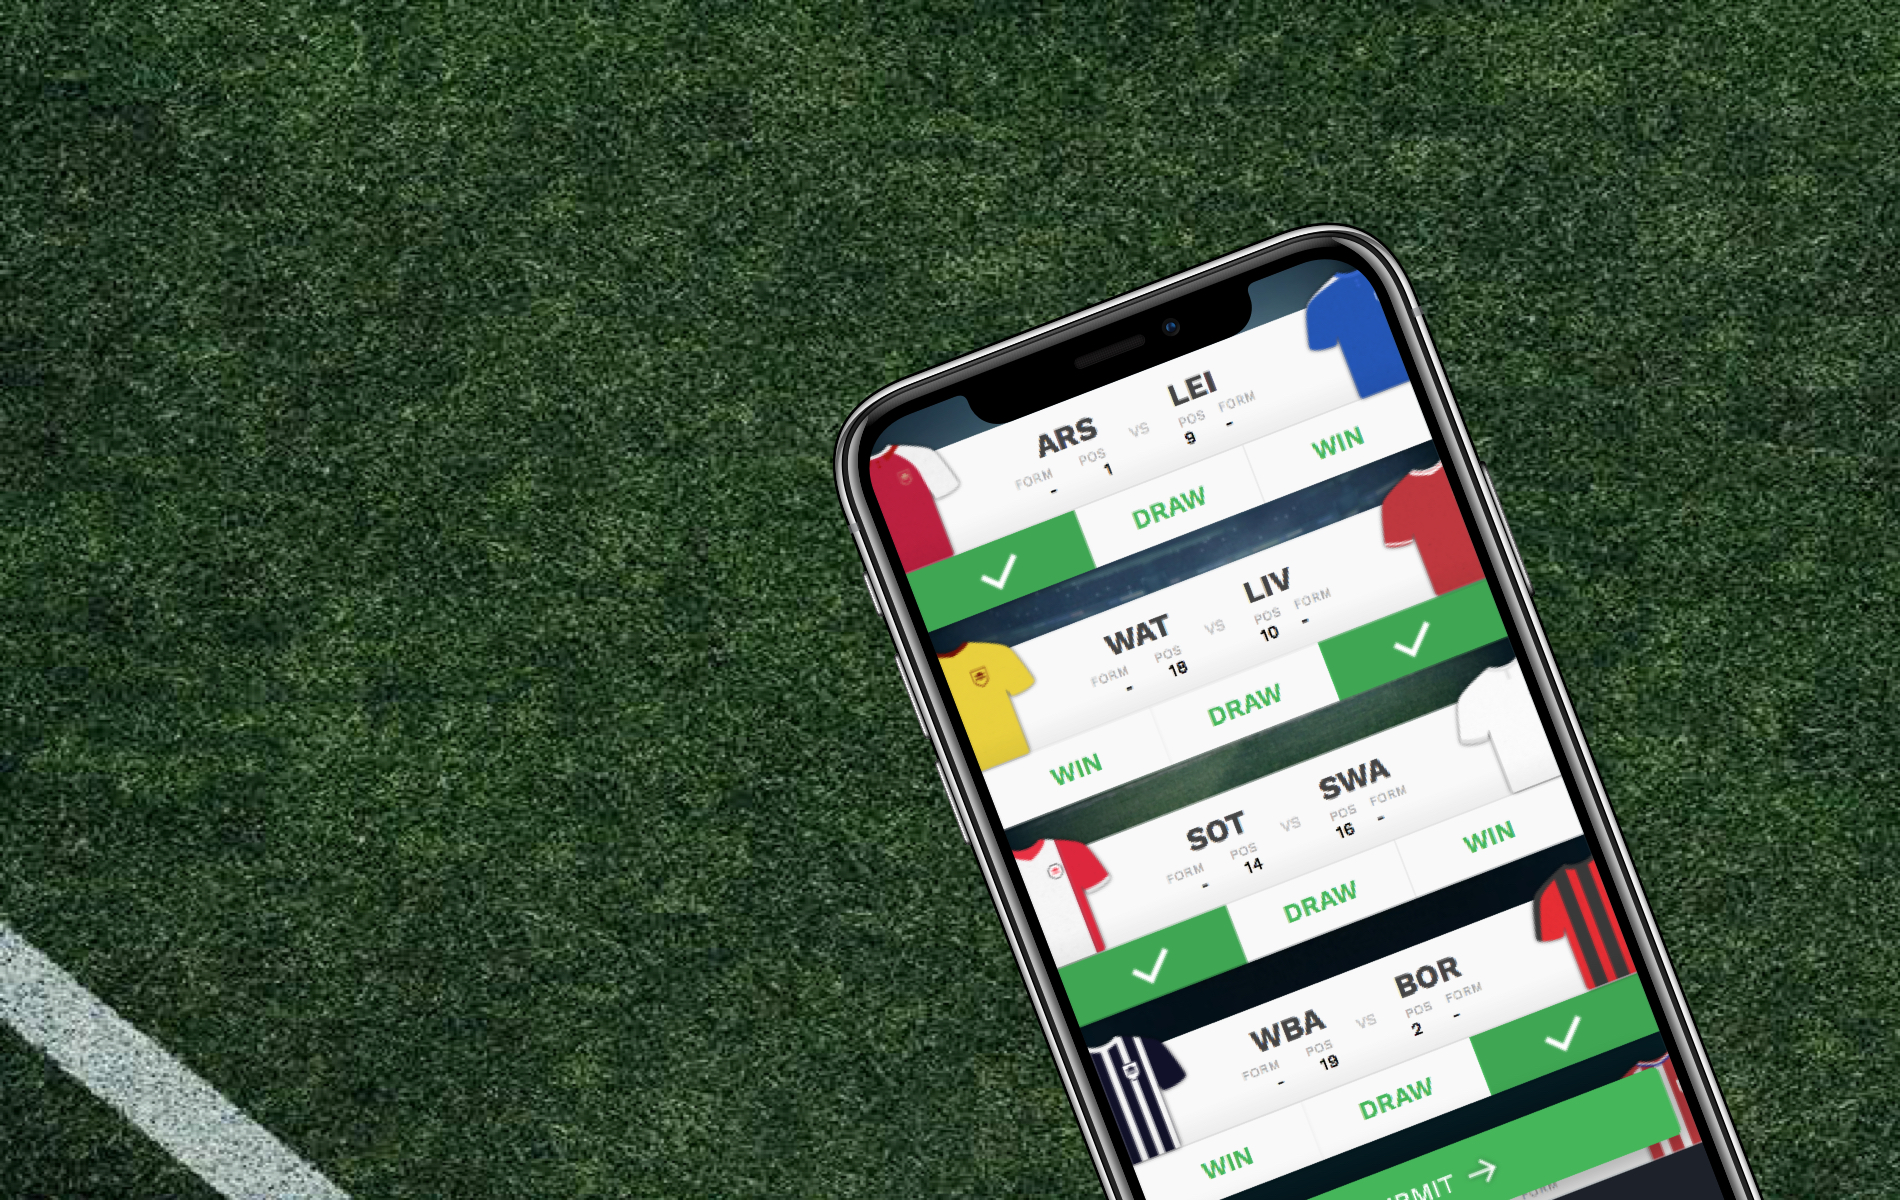 ARS VS LEI
FORM POS POS FORM
- 1 9 -
DRAW WIN
WAT VS LIV
FORM POS POS FORM
- 18 10 -
WIN DRAW
SOT VS SWA
FORM POS POS FORM
- 14 16 -
DRAW WIN
WBA VS BOR
FORM POS POS FORM
- 19 2 -
WIN DRAW
FORM